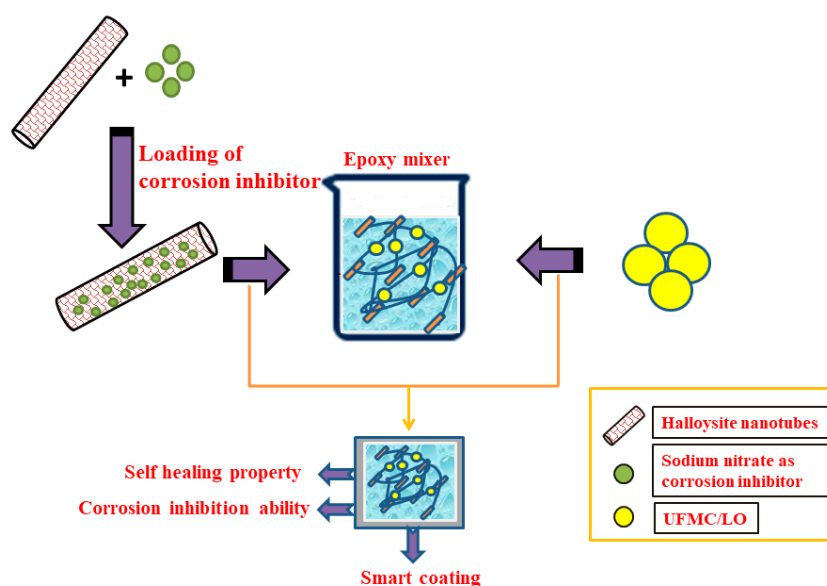 +
Loading of
corrosion inhibitor
Epoxy mixer
Self healing property
Corrosion inhibition ability
Smart coating
Halloysite nanotubes
Sodium nitrate as
corrosion inhibitor
UFMC/LO